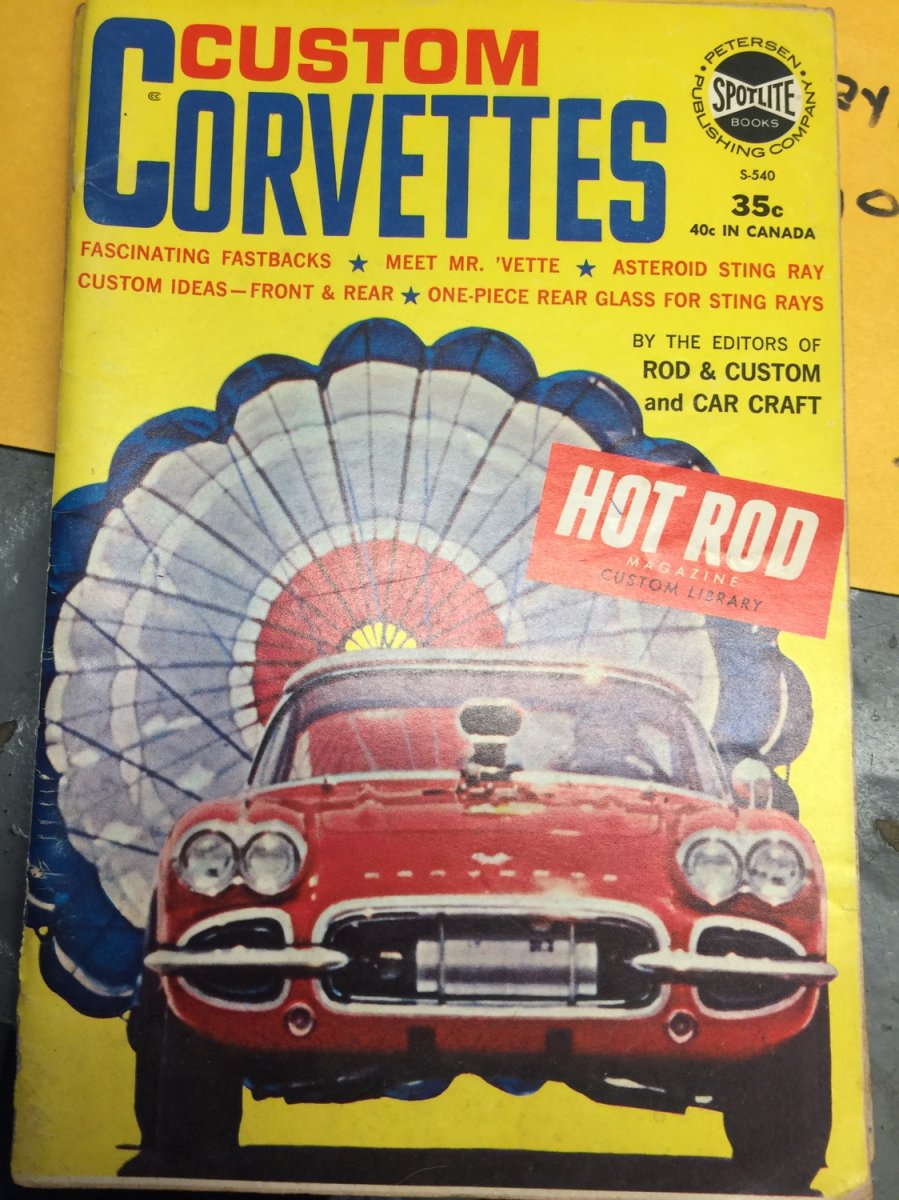 CUSTOM
CORVETTES
PETERSEN PUBLISHING COMPANY
SPOTLITE
BOOKS
S-540
35c
40c IN CANADA
FASCINATING FASTBACKS ★ MEET MR. 'VETTE ★ ASTEROID STING RAY
CUSTOM IDEAS—FRONT & REAR ★ ONE-PIECE REAR GLASS FOR STING RAYS
BY THE EDITORS OF
ROD & CUSTOM
and CAR CRAFT
HOT ROD
MAGAZINE
CUSTOM LIBRARY
CORVETTE